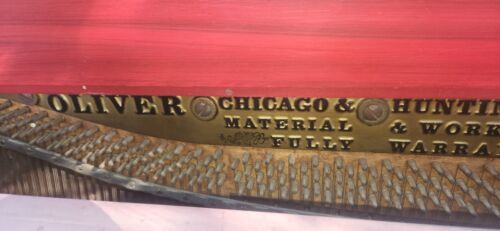 OLIVER CHICAGO & HUNTI
MATERIAL & WORK
FULLY WARRA